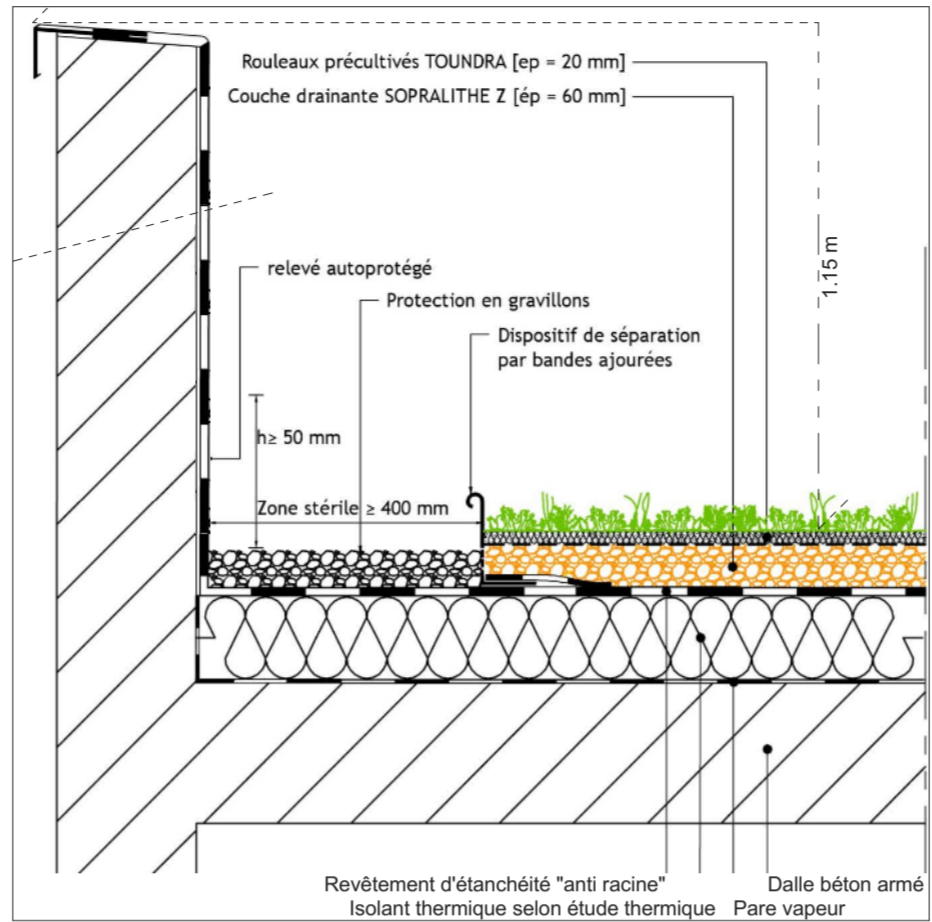 Rouleaux précultivés TOUNDRA [ep = 20 mm]
Couche drainante SOPRALITHE Z [ép = 60 mm]
1.15 m
relevé autoprotégé
Protection en gravillons
Dispositif de séparation
par bandes ajourées
h≥ 50 mm
Zone stérile ≥ 400 mm
Revêtement d'étanchéité "anti racine"
Dalle béton armé
Isolant thermique selon étude thermique
Pare vapeur